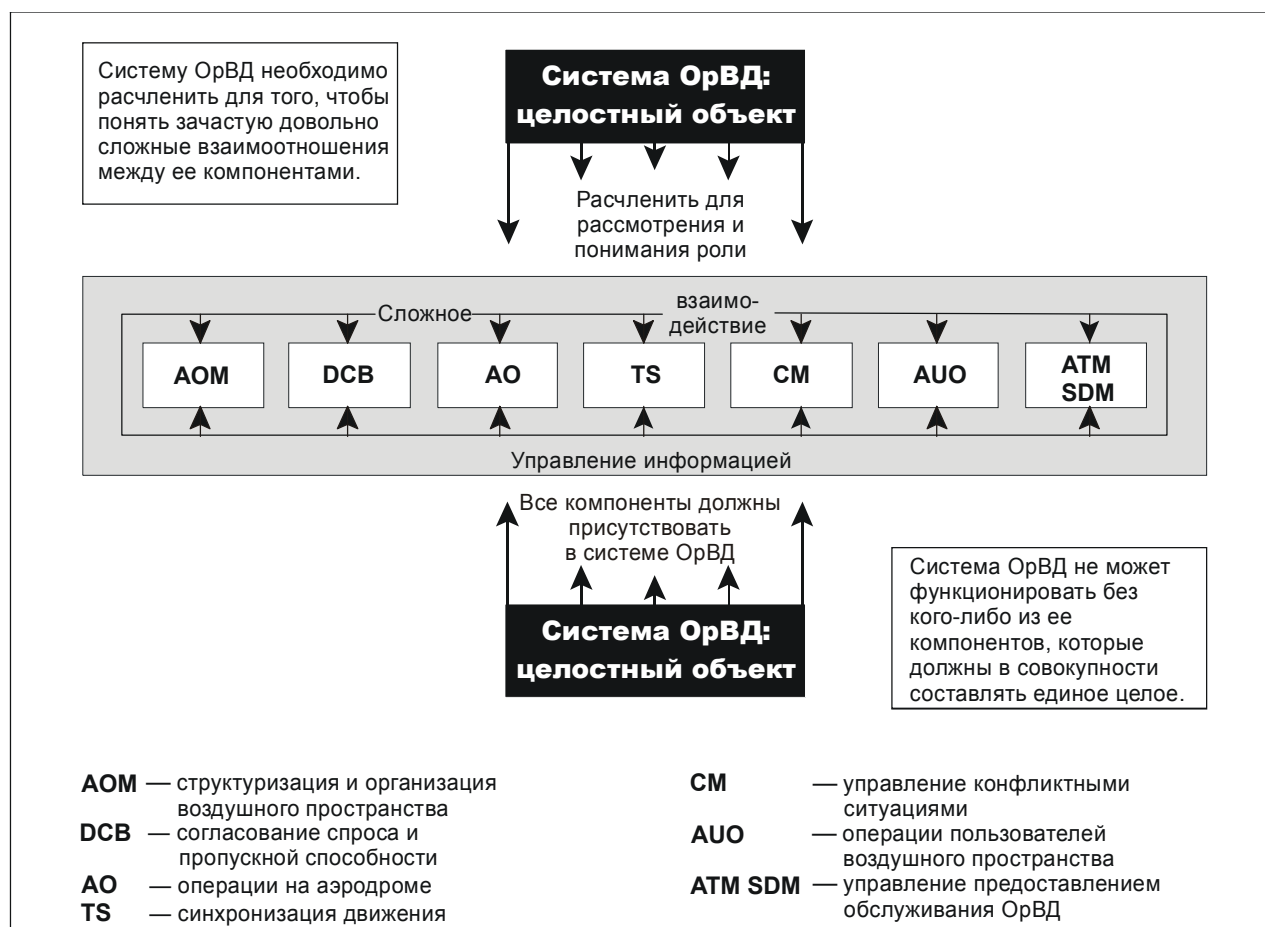 Систему ОрВД необходимо
расчленить для того, чтобы
понять зачастую довольно
сложные взаимоотношения
между ее компонентами.
Система ОрВД:
целостный объект
Расчленить для
рассмотрения и
понимания роли
Сложное
взаимо-
действие
AOM
DCB
AO
TS
CM
AUO
ATM
SDM
Управление информацией
Все компоненты должны
присутствовать
в системе ОрВД
Система ОрВД:
целостный объект
Система ОрВД не может
функционировать без
кого-либо из ее
компонентов, которые
должны в совокупности
составлять единое целое.
AOM — структуризация и организация
воздушного пространства
DCB — согласование спроса и
пропускной способности
AO — операции на аэродроме
TS — синхронизация движения
CM — управление конфликтными
ситуациями
AUO — операции пользователей
воздушного пространства
ATM SDM — управление предоставлением
обслуживания ОрВД